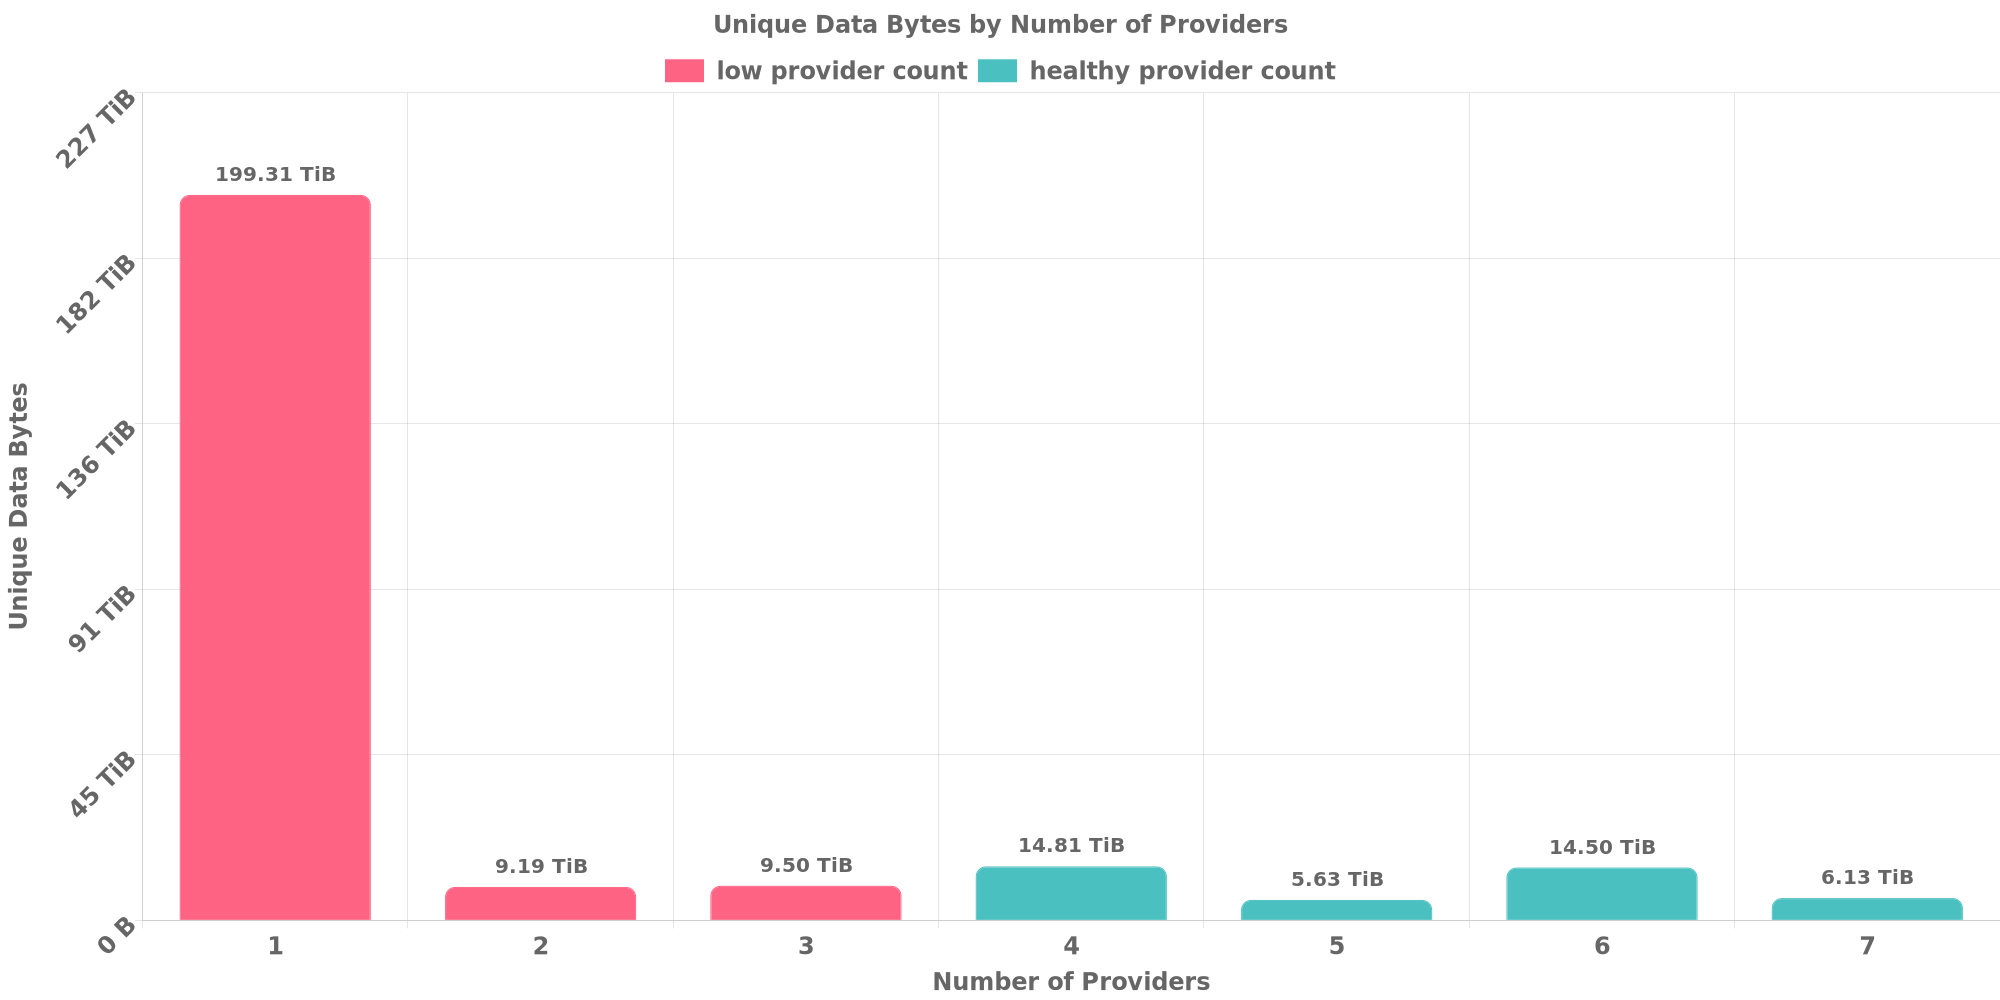 Unique Data Bytes by Number of Providers
low provider count
healthy provider count
Unique Data Bytes
227 TiB
182 TiB
136 TiB
91 TiB
45 TiB
0 B
199.31 TiB
9.19 TiB
9.50 TiB
14.81 TiB
5.63 TiB
14.50 TiB
6.13 TiB
1
2
3
4
5
6
7
Number of Providers